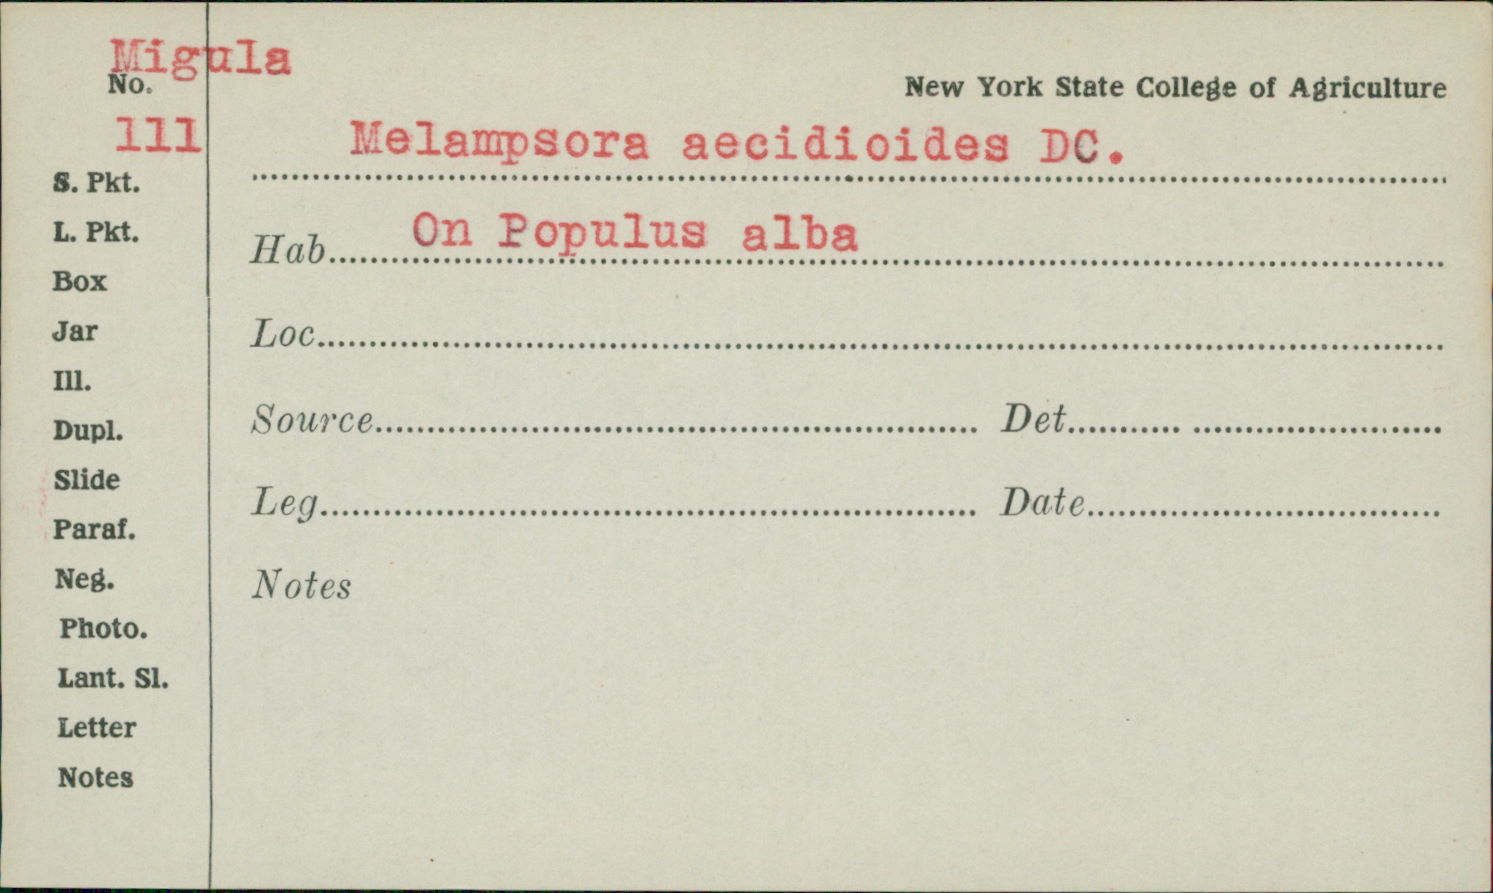 Migula
No.
New York State College of Agriculture
111
Melampsora aecidioides DC.
S. Pkt.
L. Pkt.
Hab. On Populus alba
Box
Jar
Loc.
Ill.
Dupl.
Source Det.
Slide
Leg. Date
Paraf.
Neg.
Notes
Photo.
Lant. Sl.
Letter
Notes